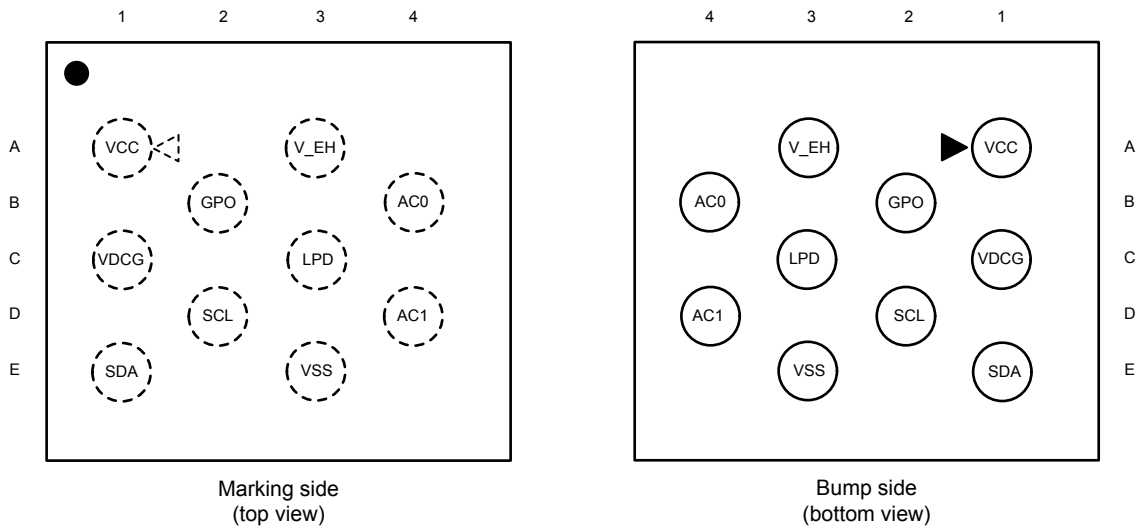 1 2 3 4 4 3 2 1
A VCC V_EH V_EH VCC A
B GPO AC0 AC0 GPO B
C VDCG LPD LPD VDCG C
D SCL AC1 AC1 SCL D
E SDA VSS VSS SDA E
Marking side
(top view)
Bump side
(bottom view)